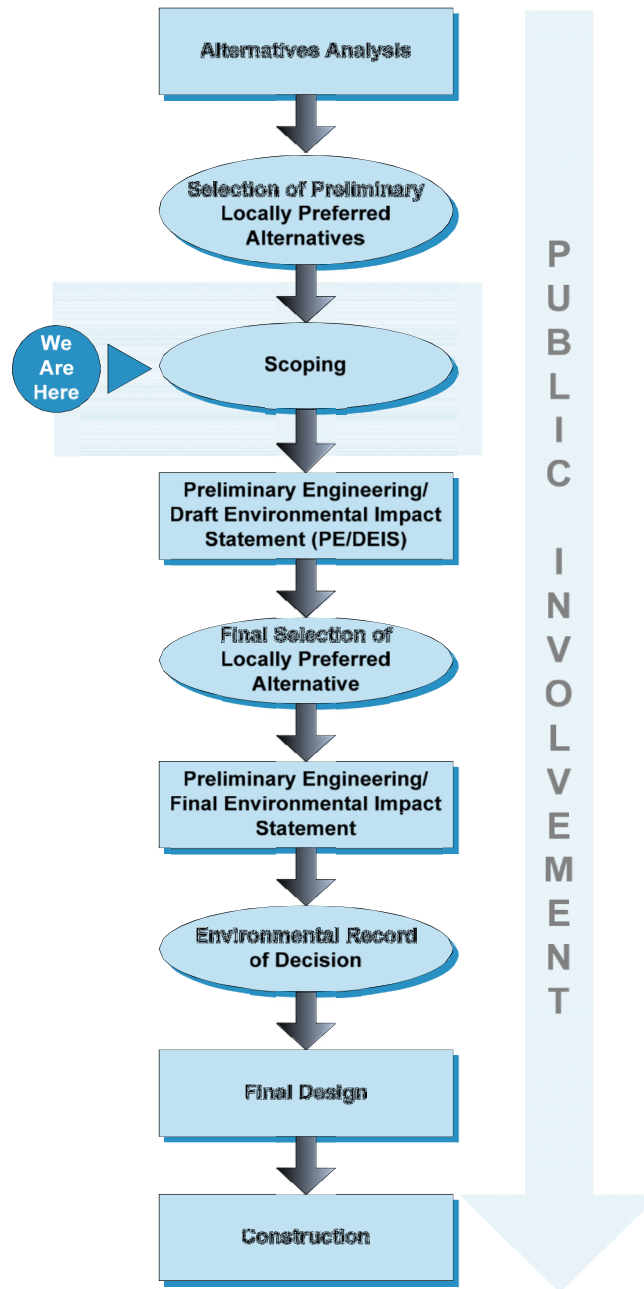 Alternatives Analysis
Selection of Preliminary
Locally Preferred
Alternatives
We
Are
Here
Scoping
Preliminary Engineering/
Draft Environmental Impact
Statement (PE/DEIS)
Final Selection of
Locally Preferred
Alternative
Preliminary Engineering/
Final Environmental Impact
Statement
Environmental Record
of Decision
Final Design
Construction
PUBLIC INVOLVEMENT